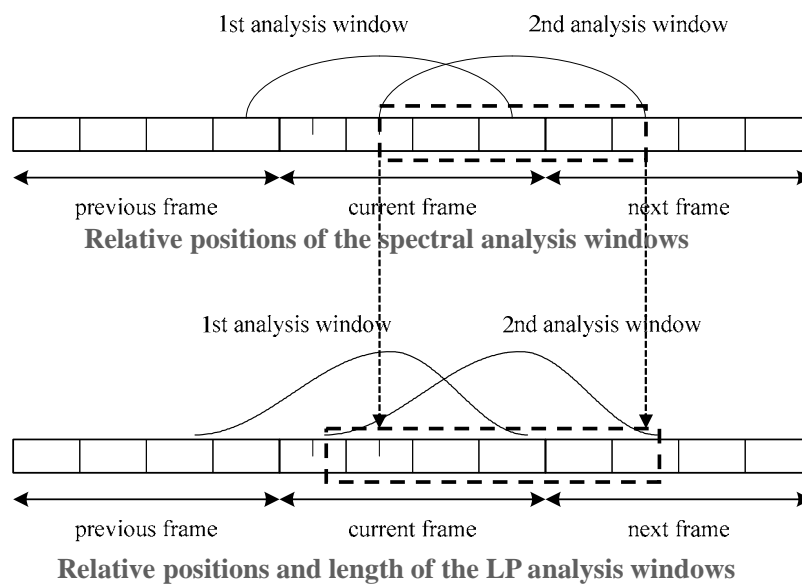 1st analysis window 2nd analysis window
previous frame current frame next frame
Relative positions of the spectral analysis windows
1st analysis window 2nd analysis window
previous frame current frame next frame
Relative positions and length of the LP analysis windows